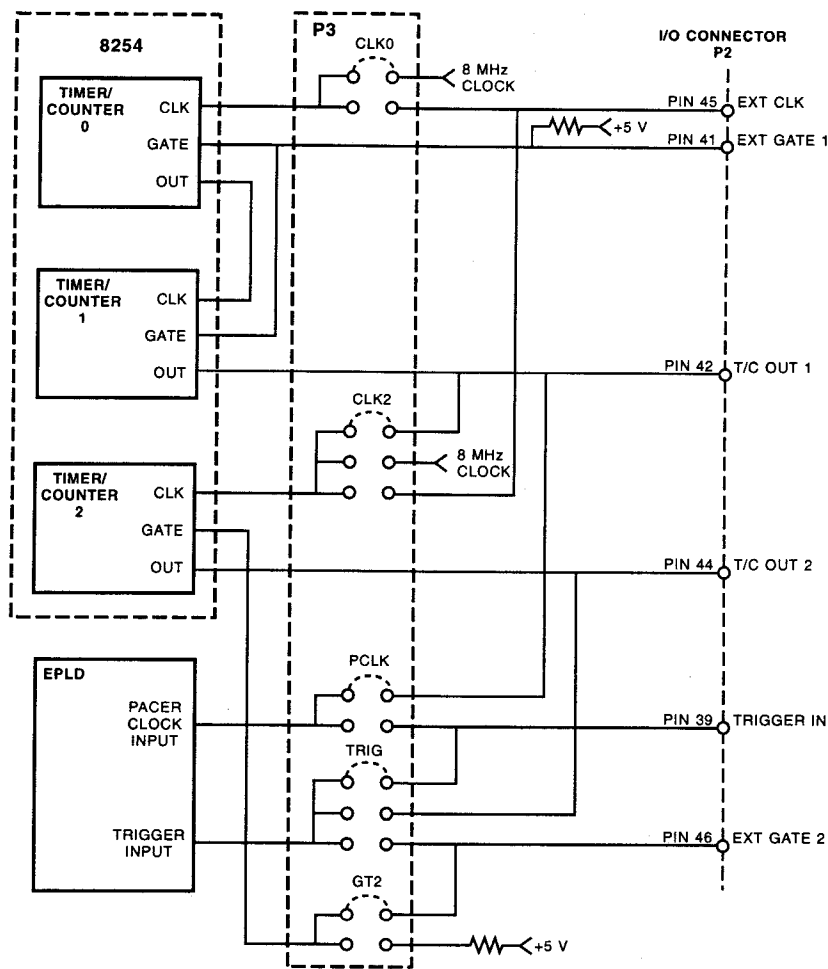 8254
P3
CLK0
I/O CONNECTOR
P2
8 MHz
CLOCK
TIMER/
COUNTER
0
CLK
GATE
OUT
PIN 45
EXT CLK
+5 V
PIN 41
EXT GATE 1
TIMER/
COUNTER
1
CLK
GATE
OUT
PIN 42
T/C OUT 1
CLK2
8 MHz
CLOCK
TIMER/
COUNTER
2
CLK
GATE
OUT
PIN 44
T/C OUT 2
EPLD
PCLK
PACER
CLOCK
INPUT
PIN 39
TRIGGER IN
TRIG
TRIGGER
INPUT
PIN 46
EXT GATE 2
GT2
+5 V